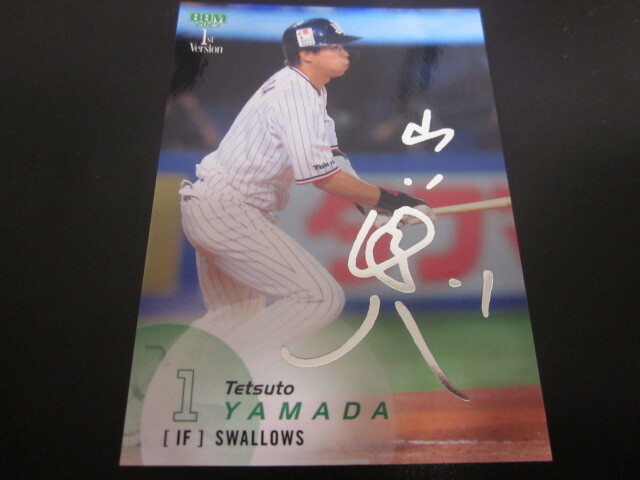 BBM
1st
Version
1
Tetsuto
YAMADA
[ IF ] SWALLOWS